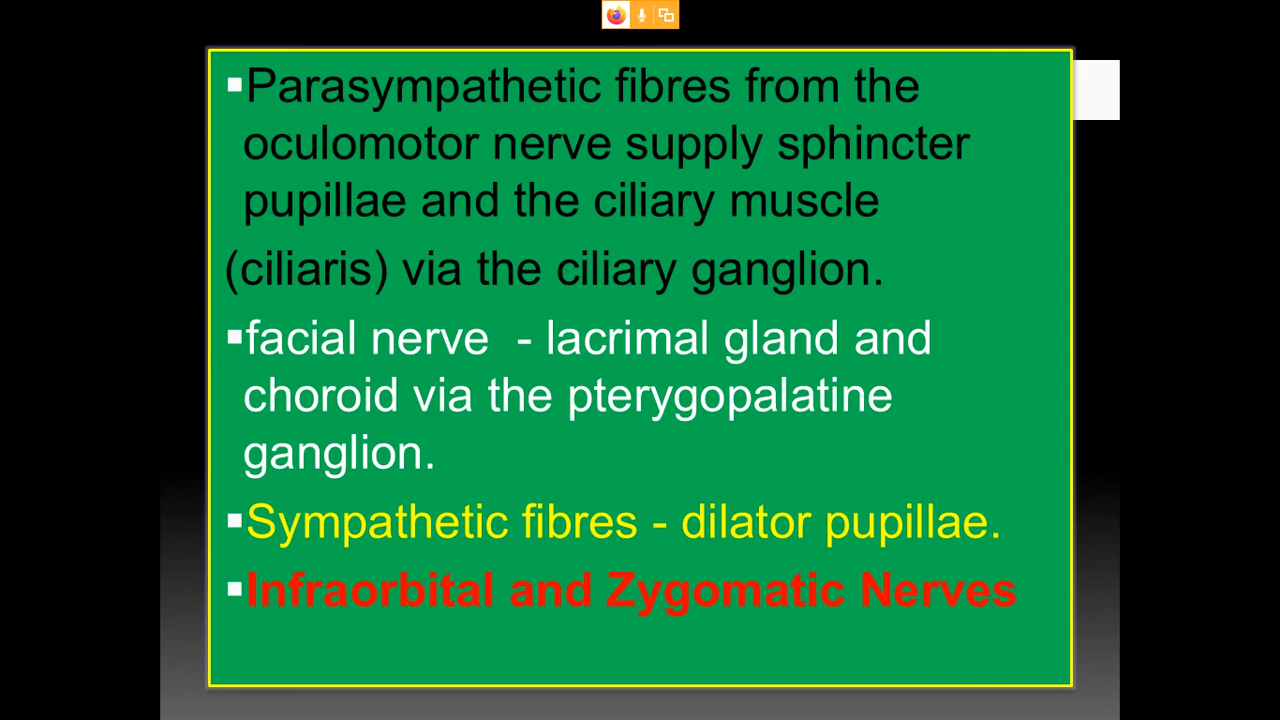 ▪Parasympathetic fibres from the
oculomotor nerve supply sphincter
pupillae and the ciliary muscle
(ciliaris) via the ciliary ganglion.
▪facial nerve  - lacrimal gland and
choroid via the pterygopalatine
ganglion.
▪Sympathetic fibres - dilator pupillae.
▪Infraorbital and Zygomatic Nerves